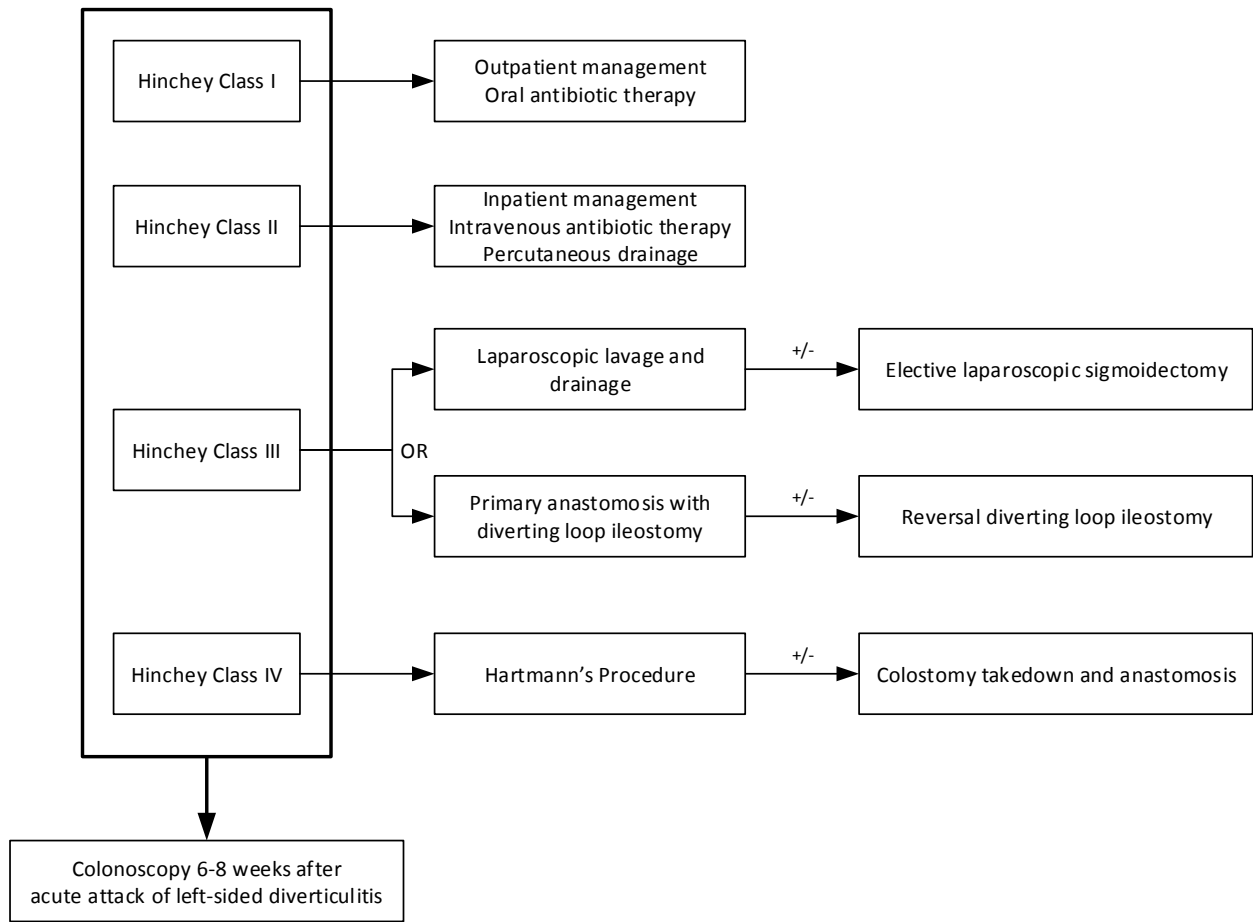 Hinchey Class I
Outpatient management
Oral antibiotic therapy
Hinchey Class II
Inpatient management
Intravenous antibiotic therapy
Percutaneous drainage
Hinchey Class III
OR
Laparoscopic lavage and
drainage
+/-
Elective laparoscopic sigmoidectomy
Primary anastomosis with
diverting loop ileostomy
+/-
Reversal diverting loop ileostomy
Hinchey Class IV
Hartmann’s Procedure
+/-
Colostomy takedown and anastomosis
Colonoscopy 6-8 weeks after
acute attack of left-sided diverticulitis